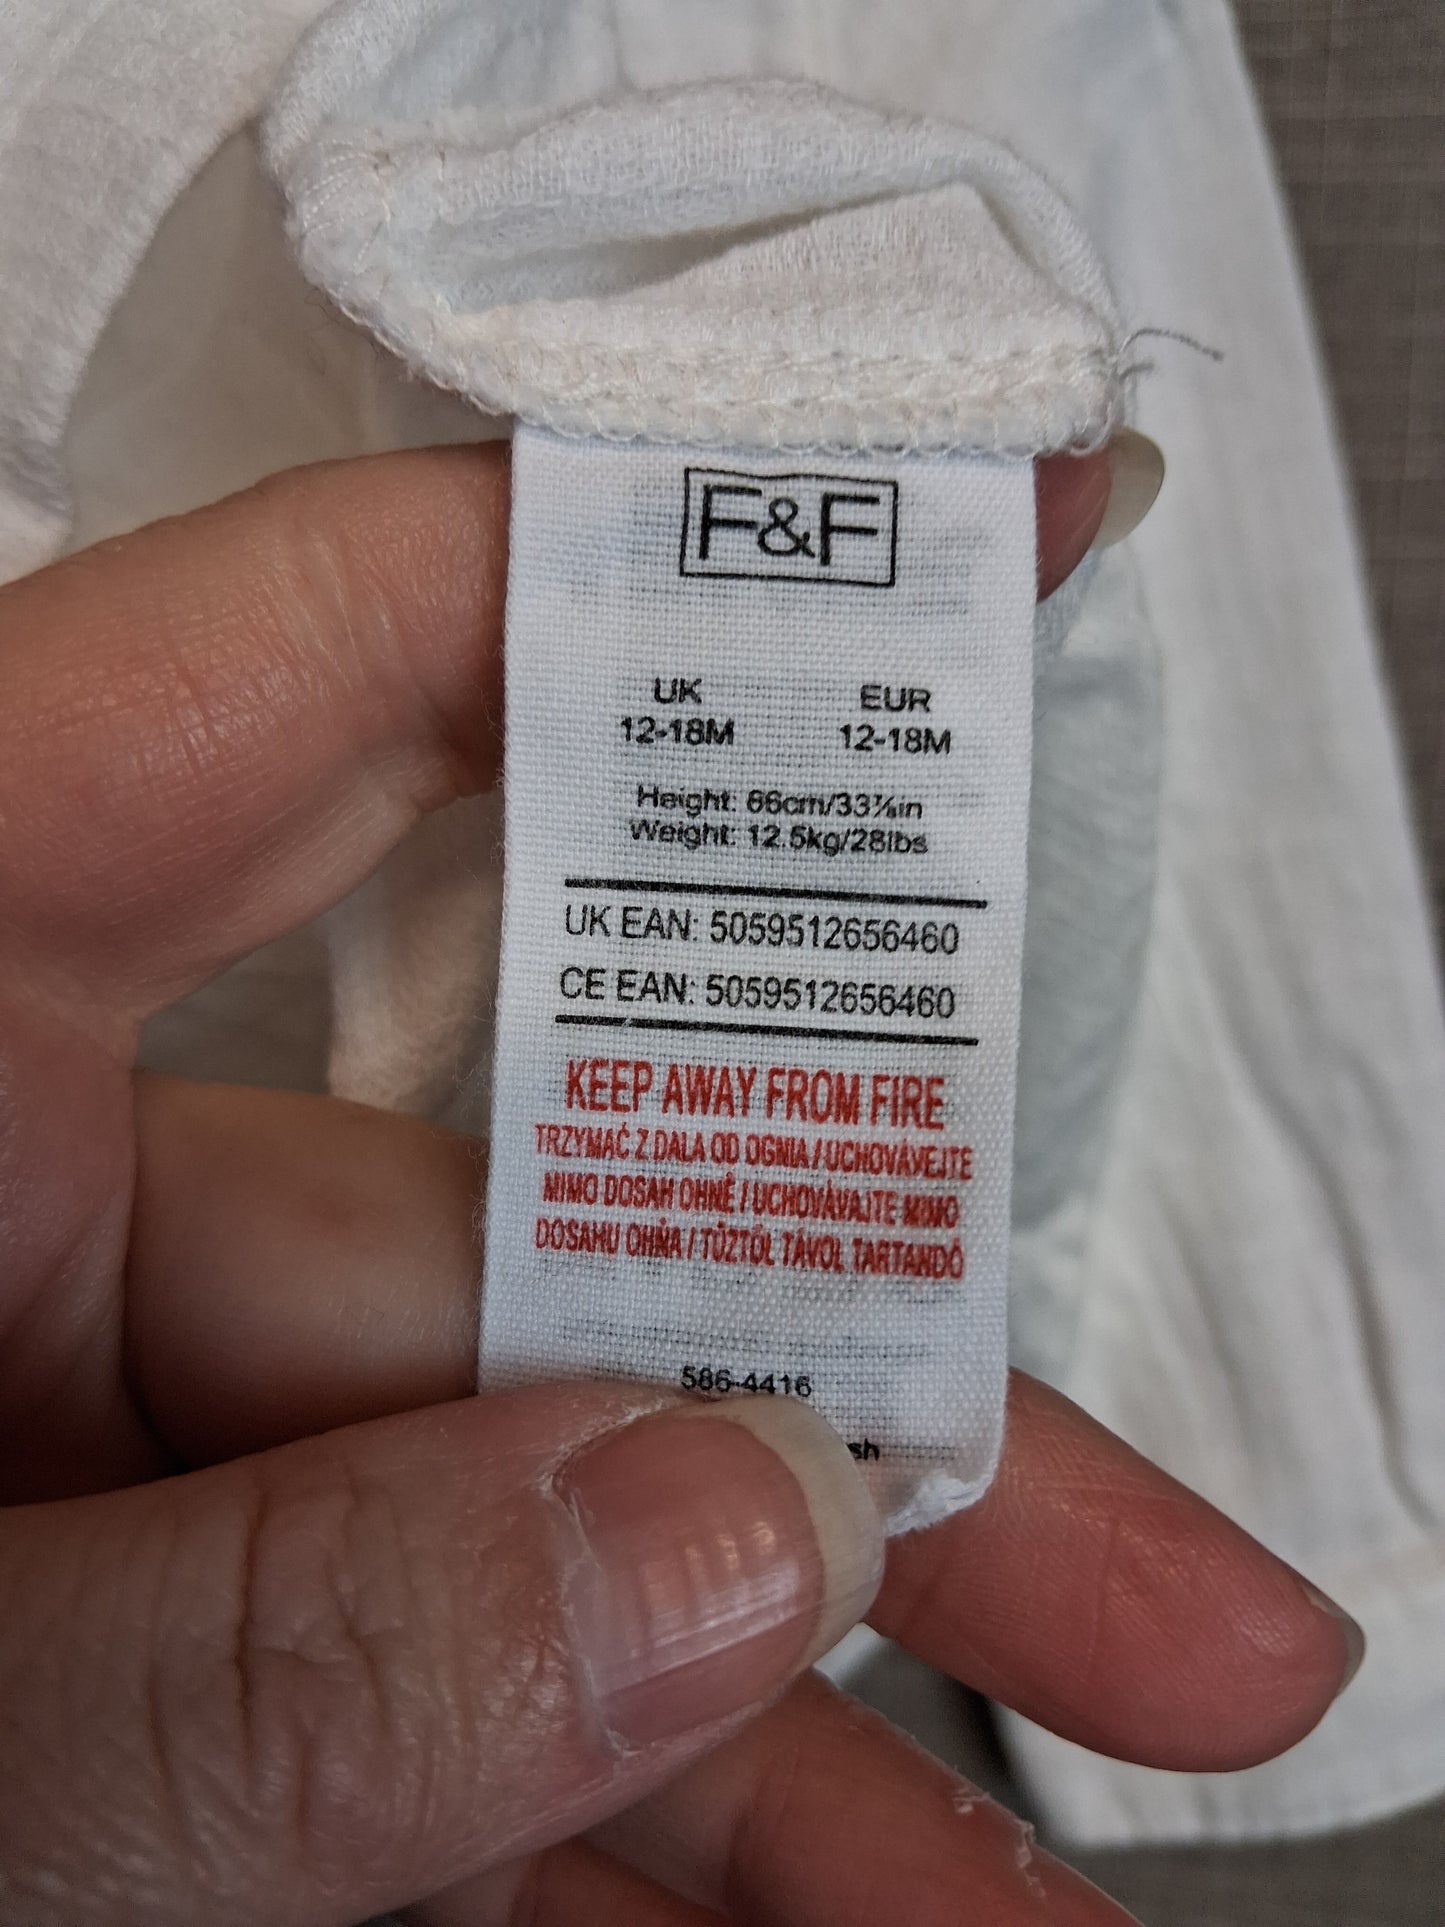 F&F
UK EUR
12-18M 12-18M
Height: 86cm/33⅞in
Weight: 12.5kg/28lbs
UK EAN: 5059512656460
CE EAN: 5059512656460
KEEP AWAY FROM FIRE
TRZYMAĆ Z DALA OD OGNIA / UCHOVÁVEJTE
MIMO DOSAH OHNĚ / UCHOVÁVAJTE MIMO
DOSAHU OHŇA / TŰZTŐL TÁVOL TARTANDÓ
586-4416